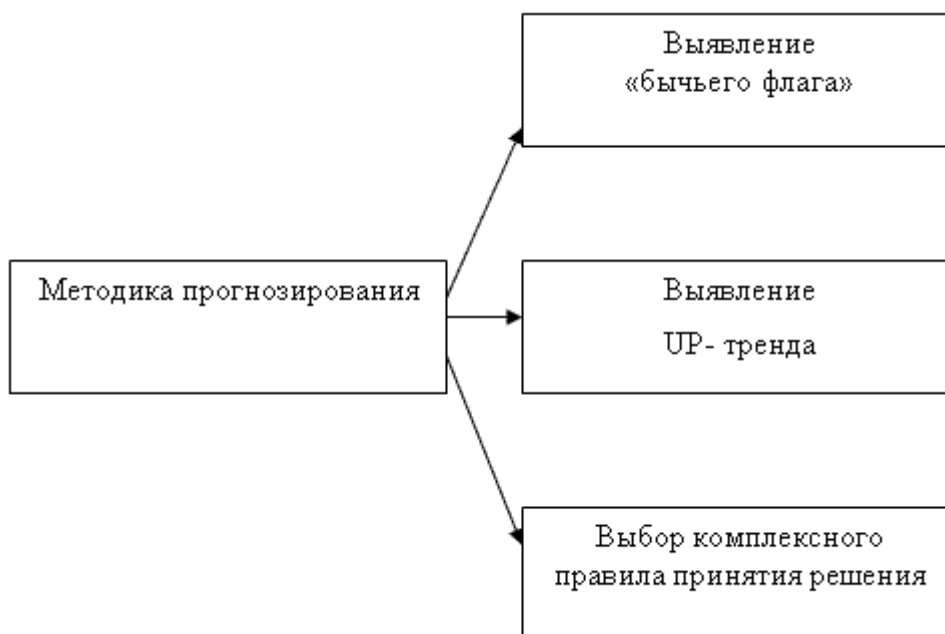 Выявление
«бычьего флага»
Методика прогнозирования
Выявление
UP- тренда
Выбор комплексного
правила принятия решения